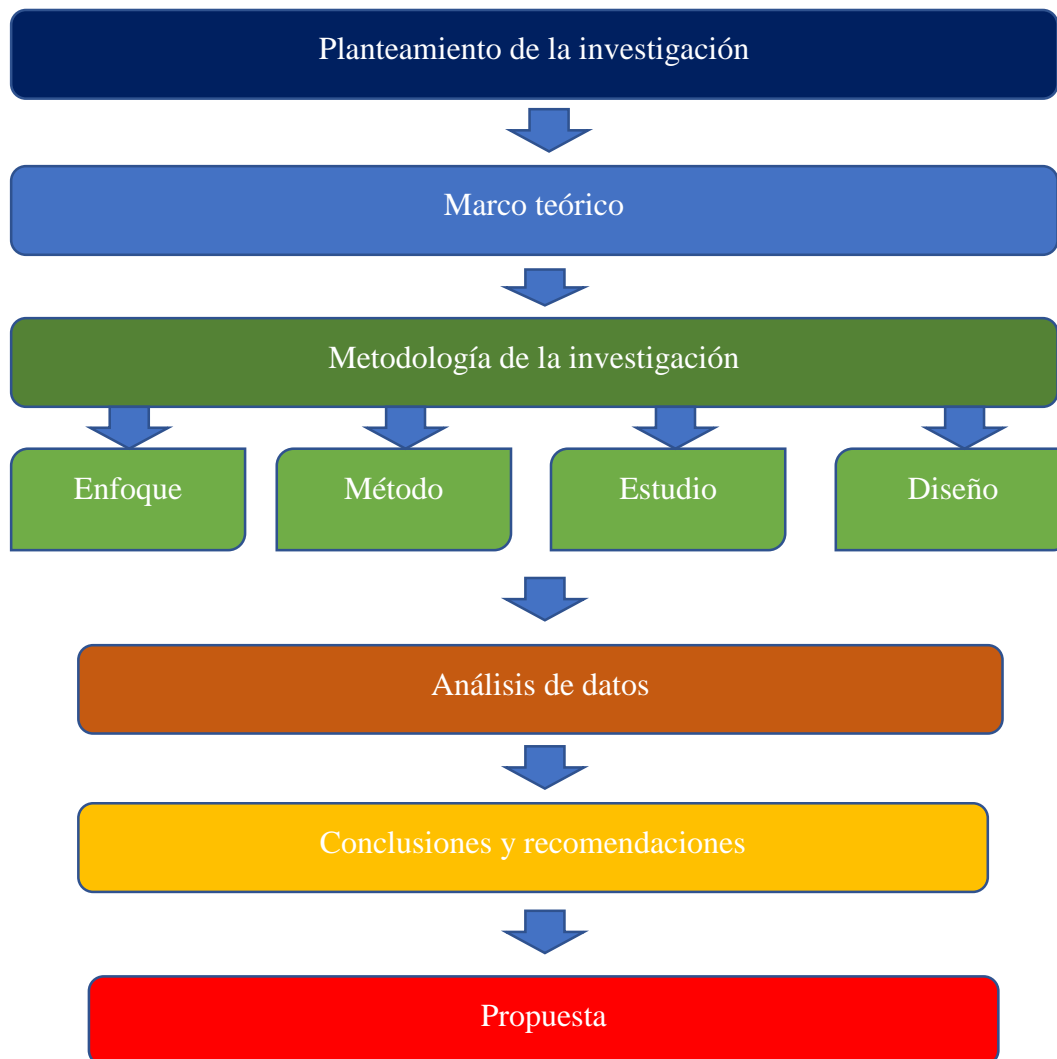 Planteamiento de la investigación
Marco teórico
Metodología de la investigación
Enfoque
Método
Estudio
Diseño
Análisis de datos
Conclusiones y recomendaciones
Propuesta